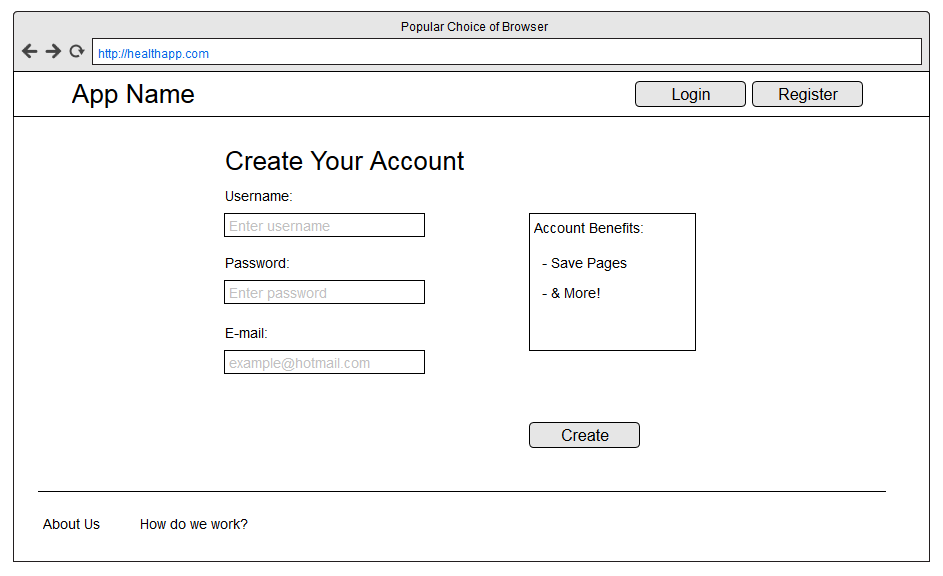 Popular Choice of Browser
http://healthapp.com
App Name
Login
Register
Create Your Account
Username:
Enter username
Password:
Enter password
E-mail:
example@hotmail.com
Account Benefits:
- Save Pages
- & More!
Create
About Us
How do we work?